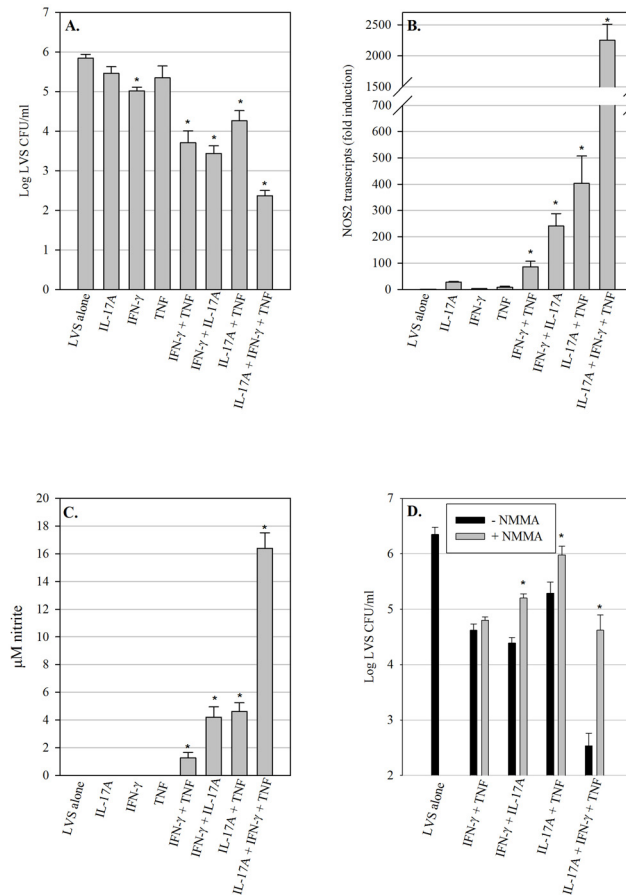 A.
Log LVS CFU/ml
7
6
5
4
3
2
1
0
LVS alone
IL-17A
IFN-γ
TNF
IFN-γ + TNF
IFN-γ + IL-17A
IL-17A + TNF
IL-17A + IFN-γ + TNF
*
*
*
*
*
B.
NOS2 transcripts (fold induction)
2500
2000
1500
700
600
500
400
300
200
100
0
LVS alone
IL-17A
IFN-γ
TNF
IFN-γ + TNF
IFN-γ + IL-17A
IL-17A + TNF
IL-17A + IFN-γ + TNF
*
*
*
*
C.
μM nitrite
20
18
16
14
12
10
8
6
4
2
0
LVS alone
IL-17A
IFN-γ
TNF
IFN-γ + TNF
IFN-γ + IL-17A
IL-17A + TNF
IL-17A + IFN-γ + TNF
*
*
*
*
D.
- NMMA
+ NMMA
Log LVS CFU/ml
7
6
5
4
3
2
LVS alone
IFN-γ + TNF
IFN-γ + IL-17A
IL-17A + TNF
IL-17A + IFN-γ + TNF
*
*
*